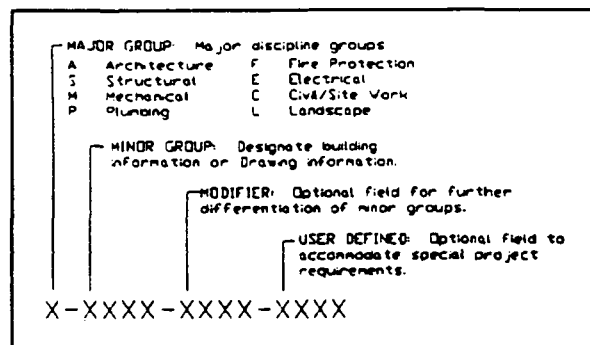 MAJOR GROUP: Major discipline groups
A Architecture F Fire Protection
S Structural E Electrical
M Mechanical C Civil/Site Work
P Plumbing L Landscape
MINOR GROUP: Designate building
information or Drawing information.
MODIFIER: Optional field for further
differentiation of minor groups.
USER DEFINED: Optional field to
accommodate special project
requirements.
X-XXXX-XXXX-XXXX